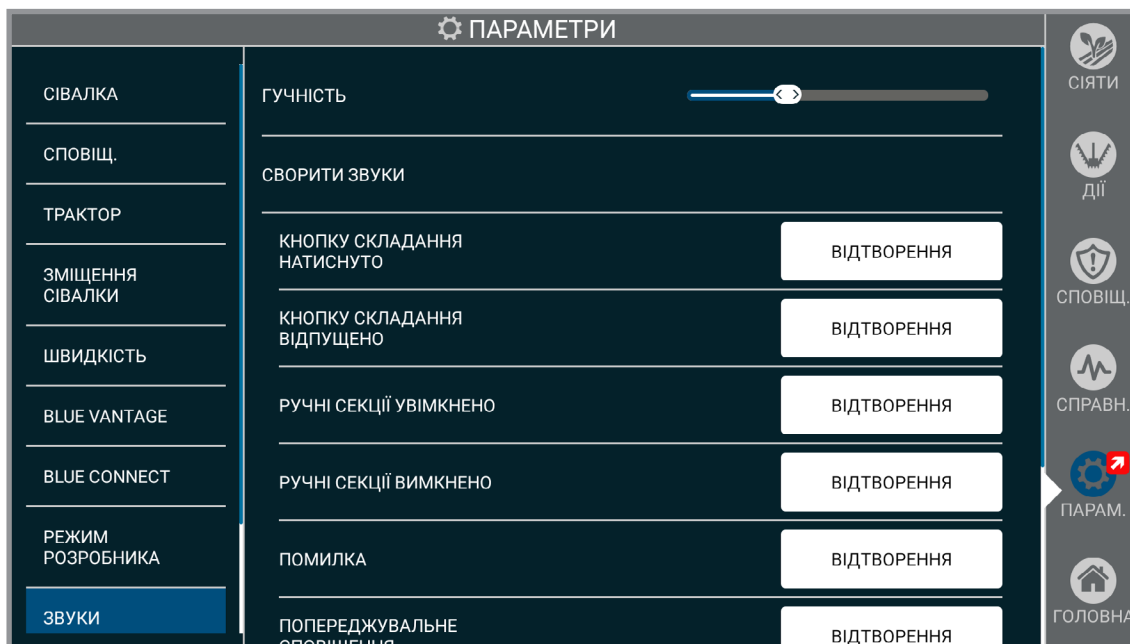 ПАРАМЕТРИ
СІВАЛКА
СПОВІЩ.
ТРАКТОР
ЗМІЩЕННЯ
СІВАЛКИ
ШВИДКІСТЬ
BLUE VANTAGE
BLUE CONNECT
РЕЖИМ
РОЗРОБНИКА
ЗВУКИ
ГУЧНІСТЬ
СВОРИТИ ЗВУКИ
КНОПКУ СКЛАДАННЯ
НАТИСНУТО
ВІДТВОРЕННЯ
КНОПКУ СКЛАДАННЯ
ВІДПУЩЕНО
ВІДТВОРЕННЯ
РУЧНІ СЕКЦІЇ УВІМКНЕНО
ВІДТВОРЕННЯ
РУЧНІ СЕКЦІЇ ВИМКНЕНО
ВІДТВОРЕННЯ
ПОМИЛКА
ВІДТВОРЕННЯ
ПОПЕРЕДЖУВАЛЬНЕ
СПОВІЩЕННЯ
ВІДТВОРЕННЯ
СІЯТИ
ДІЇ
СПОВІЩ.
СПРАВН.
ПАРАМ.
ГОЛОВНА